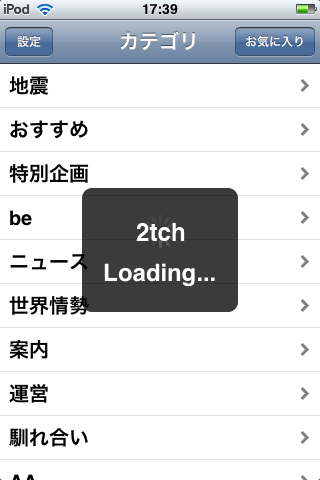 iPod 17:39
設定 カテゴリ お気に入り
地震
おすすめ
特別企画
be
2tch
ニュース
Loading...
世界情勢
案内
運営
馴れ合い
AA